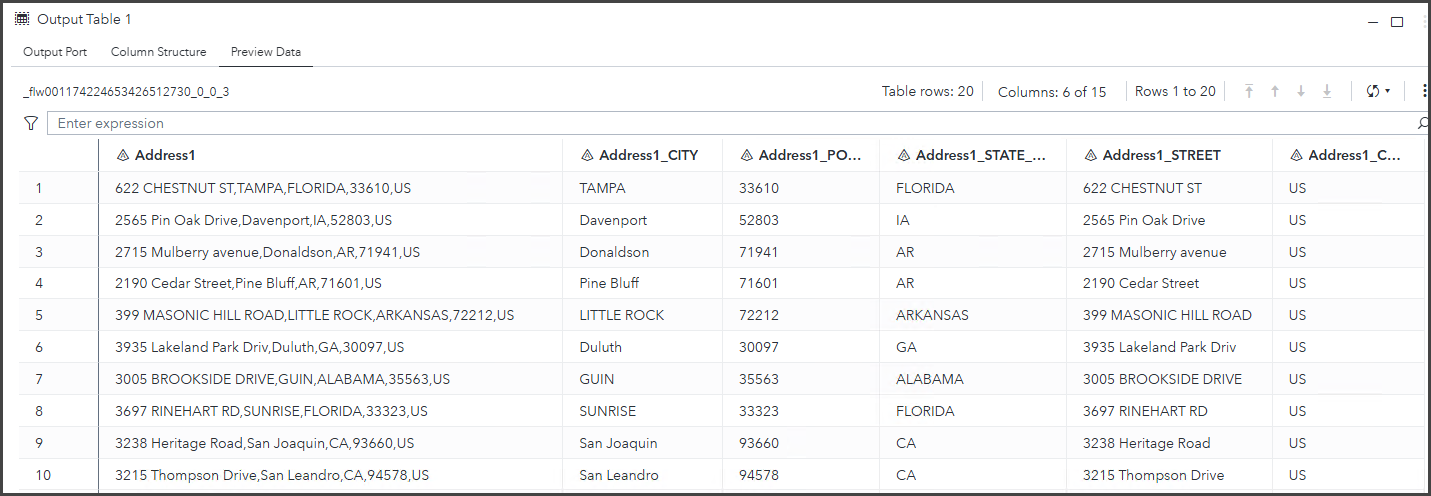 Output Table 1
Output Port Column Structure Preview Data
_flw001174224653426512730_0_0_3 Table rows: 20 Columns: 6 of 15 Rows 1 to 20
Enter expression
Address1 Address1_CITY Address1_PO... Address1_STATE_... Address1_STREET Address1_C...
1 622 CHESTNUT ST,TAMPA,FLORIDA,33610,US TAMPA 33610 FLORIDA 622 CHESTNUT ST US
2 2565 Pin Oak Drive,Davenport,IA,52803,US Davenport 52803 IA 2565 Pin Oak Drive US
3 2715 Mulberry avenue,Donaldson,AR,71941,US Donaldson 71941 AR 2715 Mulberry avenue US
4 2190 Cedar Street,Pine Bluff,AR,71601,US Pine Bluff 71601 AR 2190 Cedar Street US
5 399 MASONIC HILL ROAD,LITTLE ROCK,ARKANSAS,72212,US LITTLE ROCK 72212 ARKANSAS 399 MASONIC HILL ROAD US
6 3935 Lakeland Park Driv,Duluth,GA,30097,US Duluth 30097 GA 3935 Lakeland Park Driv US
7 3005 BROOKSIDE DRIVE,GUIN,ALABAMA,35563,US GUIN 35563 ALABAMA 3005 BROOKSIDE DRIVE US
8 3697 RINEHART RD,SUNRISE,FLORIDA,33323,US SUNRISE 33323 FLORIDA 3697 RINEHART RD US
9 3238 Heritage Road,San Joaquin,CA,93660,US San Joaquin 93660 CA 3238 Heritage Road US
10 3215 Thompson Drive,San Leandro,CA,94578,US San Leandro 94578 CA 3215 Thompson Drive US